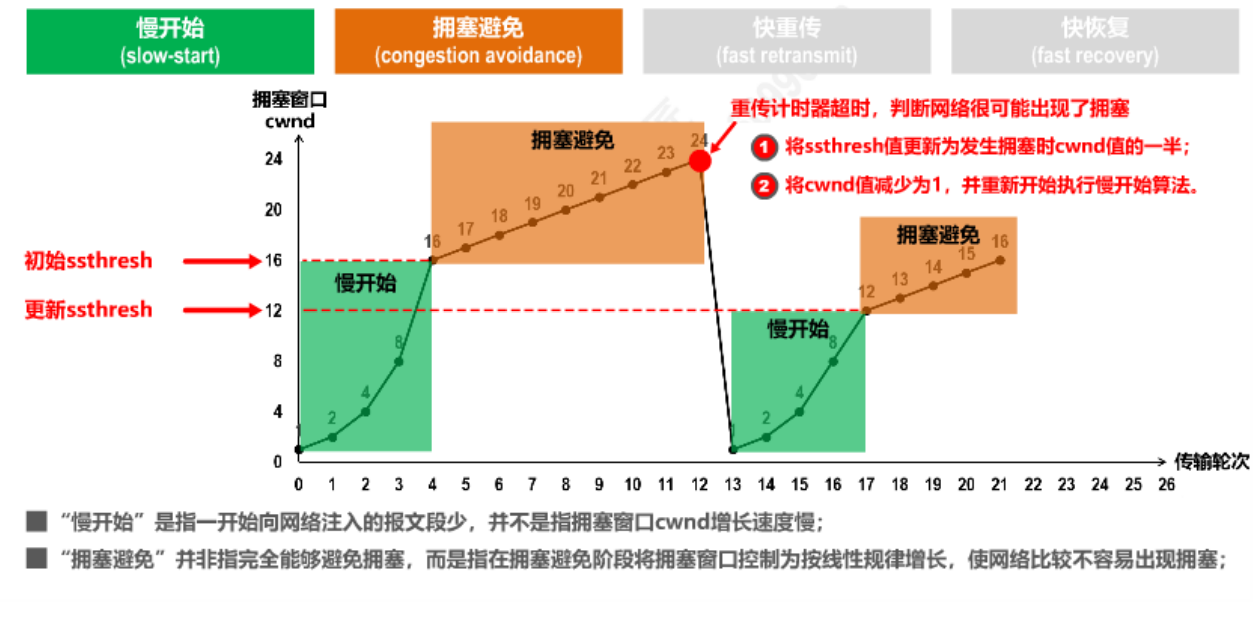 慢开始
(slow-start)
拥塞避免
(congestion avoidance)
快重传
(fast retransmit)
快恢复
(fast recovery)
拥塞窗口
cwnd
重传计时器超时，判断网络很可能出现了拥塞
1 将ssthresh值更新为发生拥塞时cwnd值的一半；
2 将cwnd值减少为1，并重新开始执行慢开始算法。
拥塞避免
24
20
16
12
8
4
0
初始ssthresh
更新ssthresh
慢开始
1
2
4
8
16
17
18
19
20
21
22
23
24
慢开始
1
2
4
8
拥塞避免
12
13
14
15
16
0 1 2 3 4 5 6 7 8 9 10 11 12 13 14 15 16 17 18 19 20 21 22 23 24 25 26
传输轮次
“慢开始”是指一开始向网络注入的报文段少，并不是指拥塞窗口cwnd增长速度慢；
“拥塞避免”并非指完全能够避免拥塞，而是指在拥塞避免阶段将拥塞窗口控制为按线性规律增长，使网络比较不容易出现拥塞；